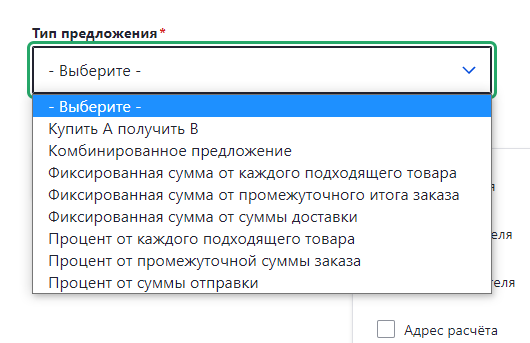 Тип предложения*
- Выберите -
- Выберите -
Купить A получить B
Комбинированное предложение
Фиксированная сумма от каждого подходящего товара
Фиксированная сумма от промежуточного итога заказа
Фиксированная сумма от суммы доставки
Процент от каждого подходящего товара
Процент от промежуточной суммы заказа
Процент от суммы отправки
Адрес расчёта